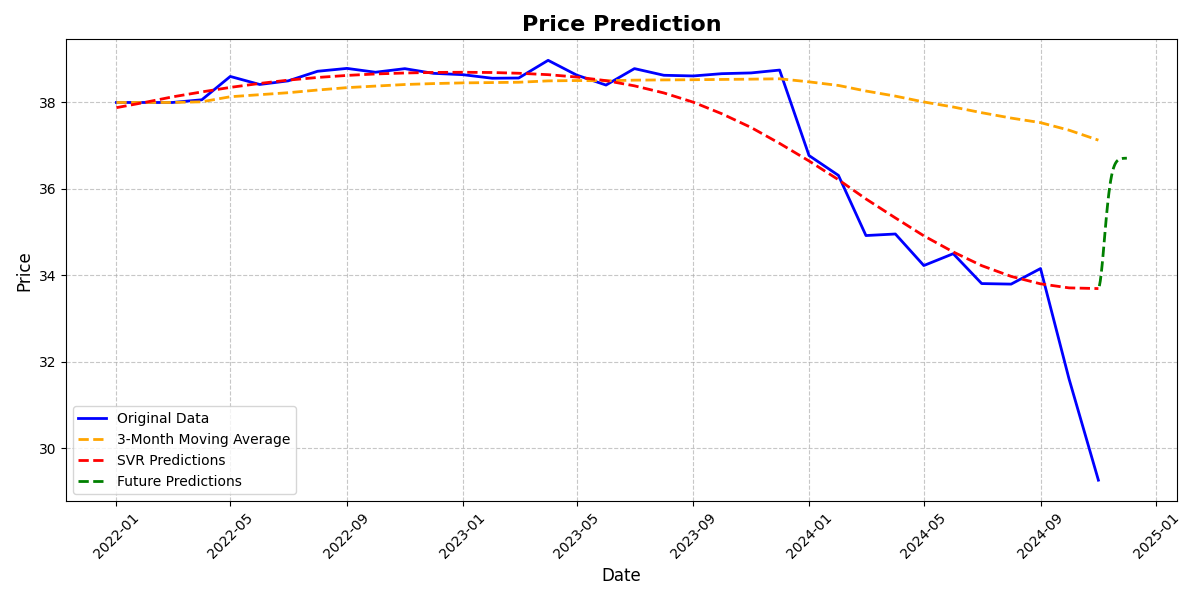 Price Prediction
Price
38
36
34
32
30
Original Data
3-Month Moving Average
SVR Predictions
Future Predictions
2022-01
2022-05
2022-09
2023-01
2023-05
2023-09
2024-01
2024-05
2024-09
2025-01
Date